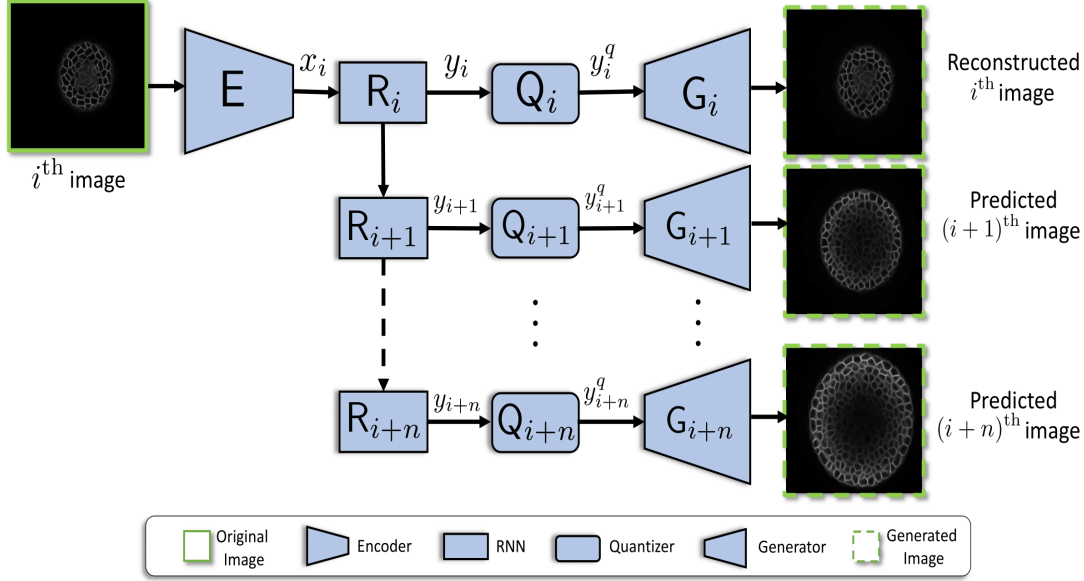 i^th image
E
x_i
R_i
y_i
Q_i
y_i^q
G_i
Reconstructed
i^th image
R_{i+1}
y_{i+1}
Q_{i+1}
y_{i+1}^q
G_{i+1}
Predicted
(i + 1)^th image
R_{i+n}
y_{i+n}
Q_{i+n}
y_{i+n}^q
G_{i+n}
Predicted
(i + n)^th image
Original
Image
Encoder
RNN
Quantizer
Generator
Generated
Image